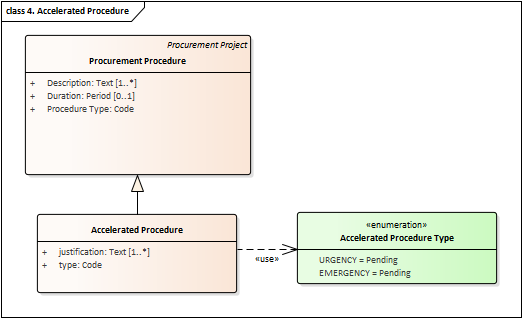 class 4. Accelerated Procedure
Procurement Project
Procurement Procedure
+ Description: Text [1..*]
+ Duration: Period [0..1]
+ Procedure Type: Code
Accelerated Procedure
+ justification: Text [1..*]
+ type: Code
«use»
«enumeration»
Accelerated Procedure Type
URGENCY = Pending
EMERGENCY = Pending